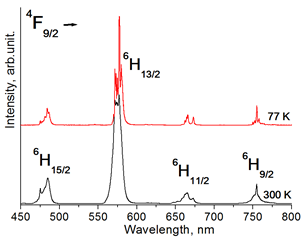 ⁴F₉/₂ →
⁶H₁₃/₂
77 K
⁶H₁₅/₂
⁶H₁₁/₂
⁶H₉/₂
300 K
Intensity, arb.unit.
450 500 550 600 650 700 750 800
Wavelength, nm